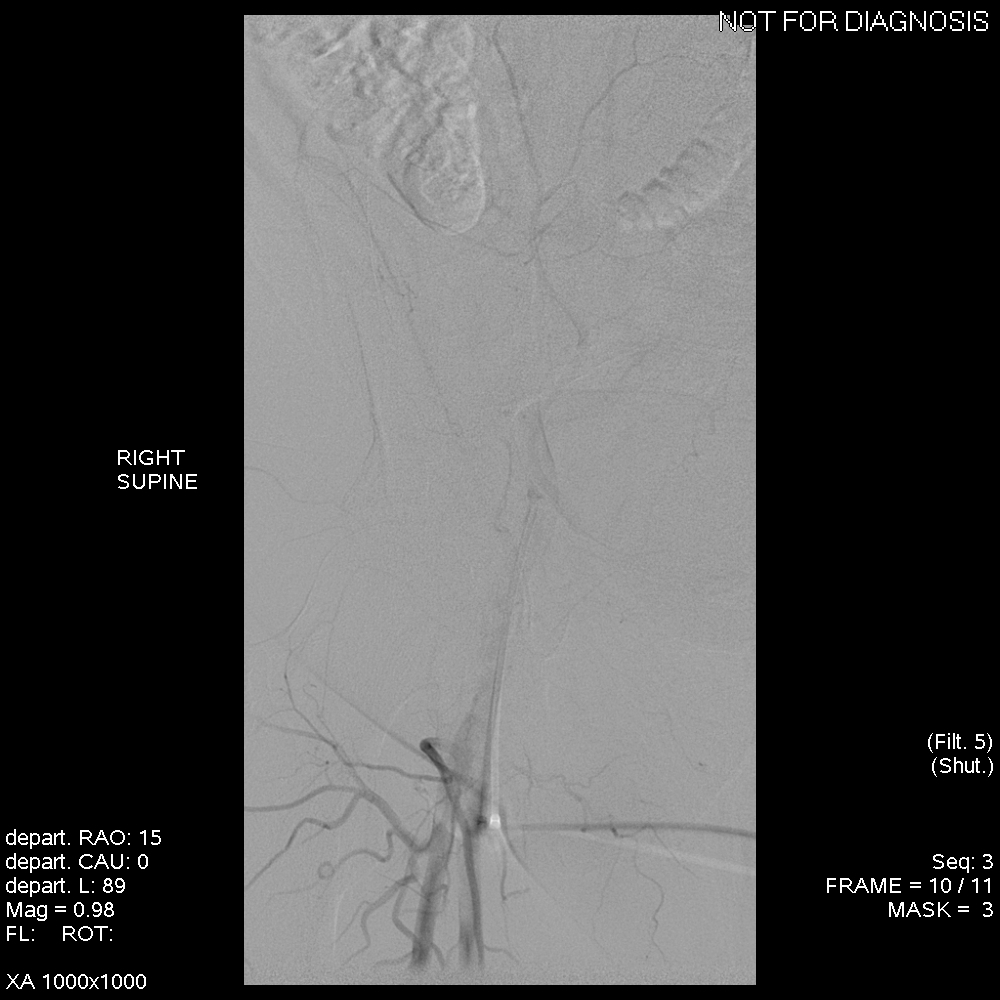 NOT FOR DIAGNOSIS
RIGHT
SUPINE
(Filt. 5)
(Shut.)
depart. RAO: 15
depart. CAU: 0
depart. L: 89
Mag = 0.98
FL: ROT:
XA 1000x1000
Seq: 3
FRAME = 10 / 11
MASK = 3